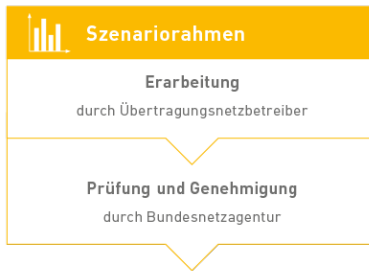 Szenariorahmen
Erarbeitung
durch Übertragungsnetzbetreiber
Prüfung und Genehmigung
durch Bundesnetzagentur